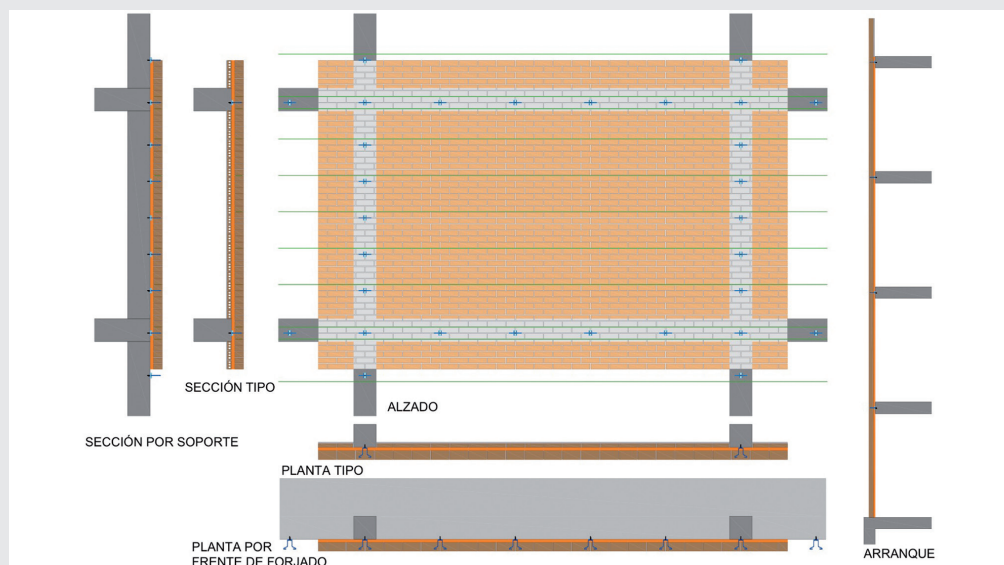 SECCIÓN TIPO
ALZADO
SECCIÓN POR SOPORTE
PLANTA TIPO
PLANTA POR
FRENTE DE FORJADO
ARRANQUE